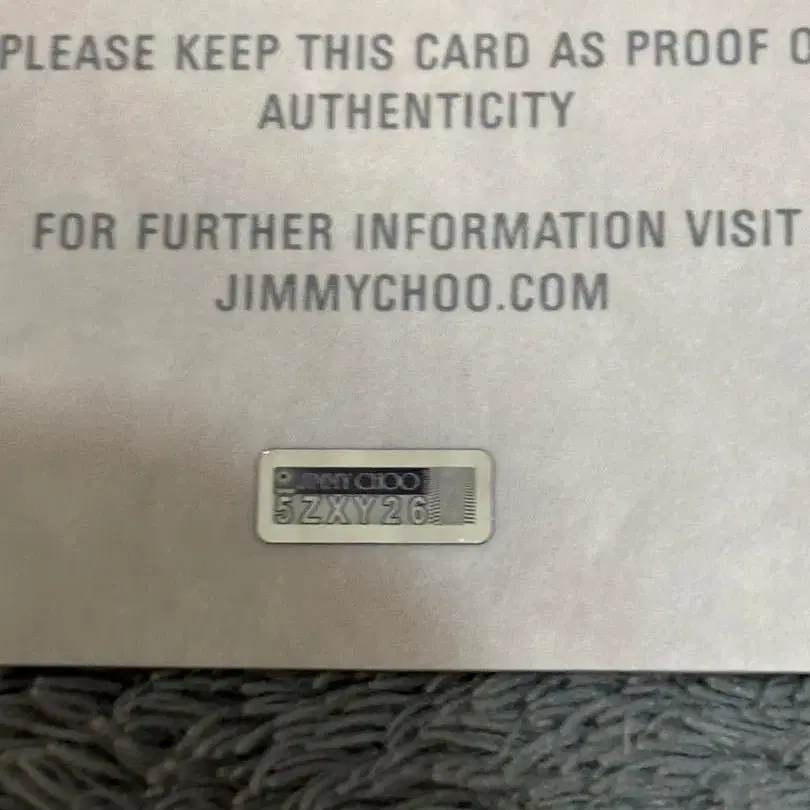 PLEASE KEEP THIS CARD AS PROOF O
AUTHENTICITY
FOR FURTHER INFORMATION VISIT
JIMMYCHOO.COM
JIMMY CHOO
5ZXY26